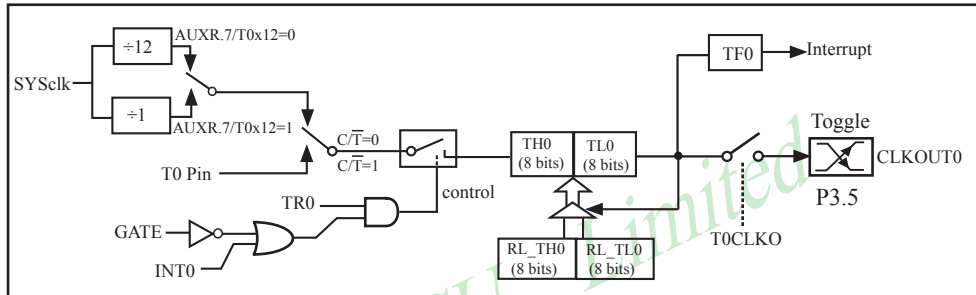 AUXR.7/T0x12=0
÷12
SYSclk
÷1
AUXR.7/T0x12=1
T0 Pin
C/T̅=0
C/T̅=1
control
TR0
GATE
INT0
TH0
(8 bits)
TL0
(8 bits)
RL_TH0
(8 bits)
RL_TL0
(8 bits)
TF0
Interrupt
Toggle
CLKOUT0
P3.5
T0CLKO
Limited